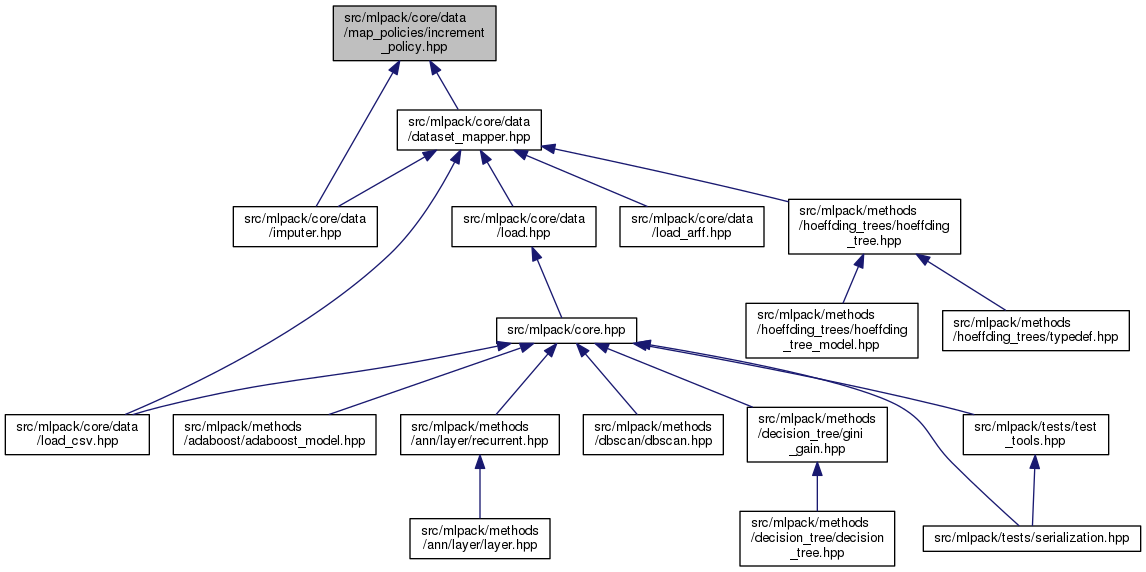 src/mlpack/core/data
/map_policies/increment
_policy.hpp
src/mlpack/core/data
/dataset_mapper.hpp
src/mlpack/core/data
/imputer.hpp
src/mlpack/core/data
/load.hpp
src/mlpack/core/data
/load_arff.hpp
src/mlpack/methods
/hoeffding_trees/hoeffding
_tree.hpp
src/mlpack/core.hpp
src/mlpack/methods
/hoeffding_trees/hoeffding
_tree_model.hpp
src/mlpack/methods
/hoeffding_trees/typedef.hpp
src/mlpack/core/data
/load_csv.hpp
src/mlpack/methods
/adaboost/adaboost_model.hpp
src/mlpack/methods
/ann/layer/recurrent.hpp
src/mlpack/methods
/dbscan/dbscan.hpp
src/mlpack/methods
/decision_tree/gini
_gain.hpp
src/mlpack/tests/test
_tools.hpp
src/mlpack/methods
/ann/layer/layer.hpp
src/mlpack/methods
/decision_tree/decision
_tree.hpp
src/mlpack/tests/serialization.hpp